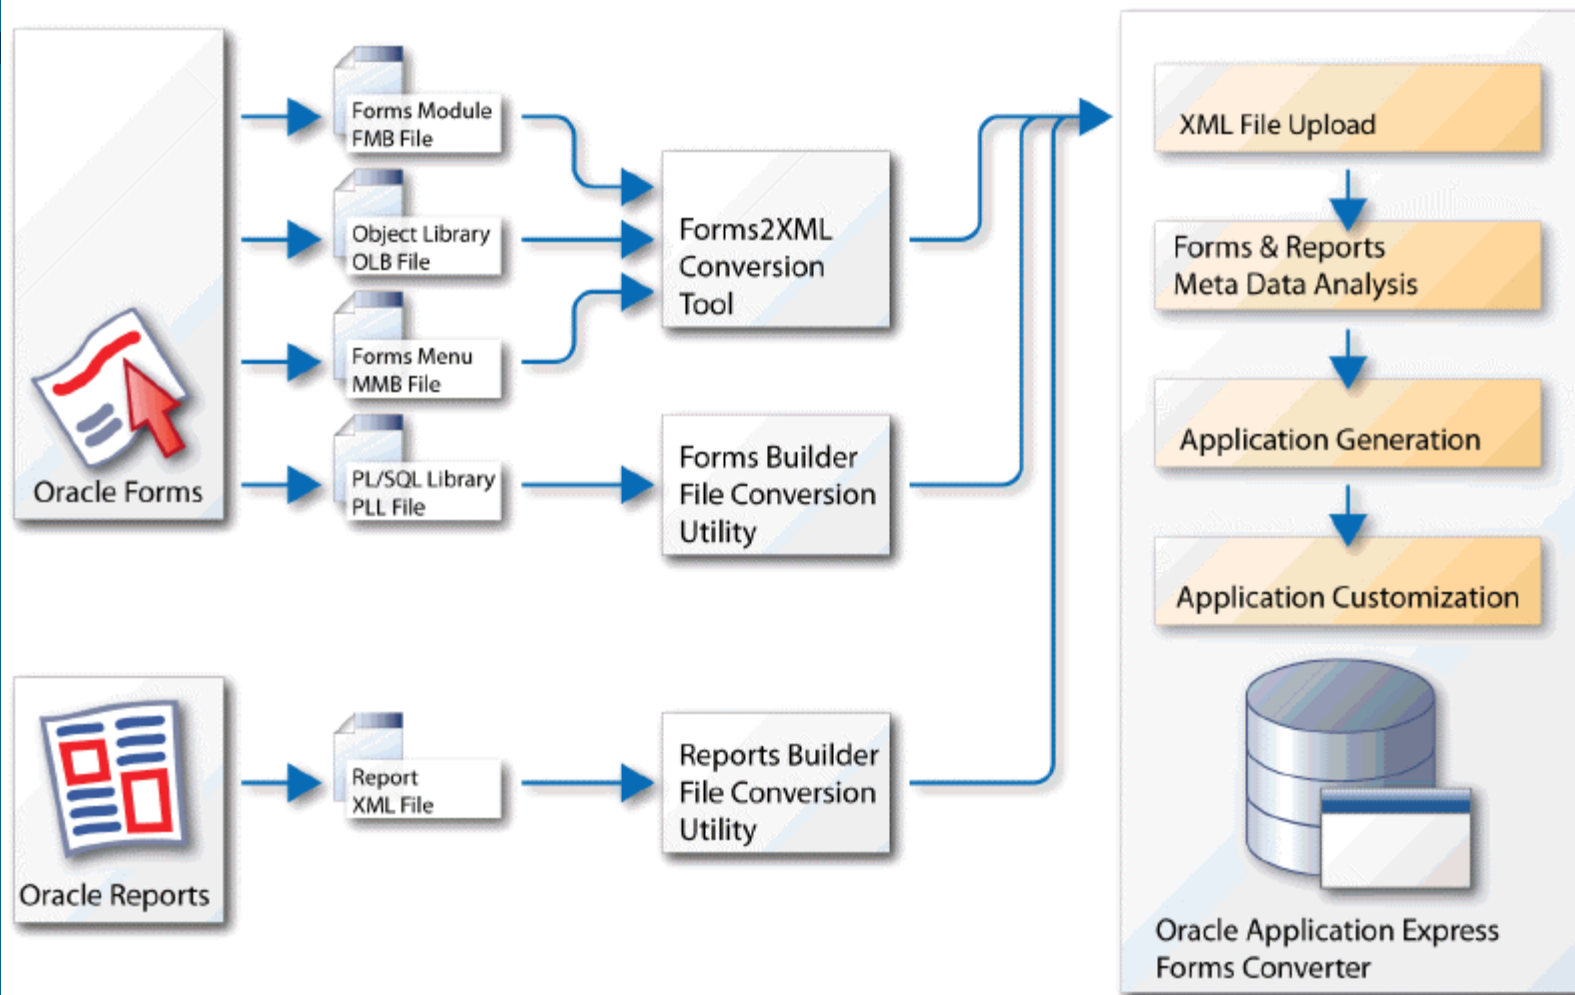 Oracle Forms
Forms Module
FMB File
Object Library
OLB File
Forms Menu
MMB File
PL/SQL Library
PLL File
Forms2XML
Conversion
Tool
Forms Builder
File Conversion
Utility
Oracle Reports
Report
XML File
Reports Builder
File Conversion
Utility
XML File Upload
Forms & Reports
Meta Data Analysis
Application Generation
Application Customization
Oracle Application Express
Forms Converter